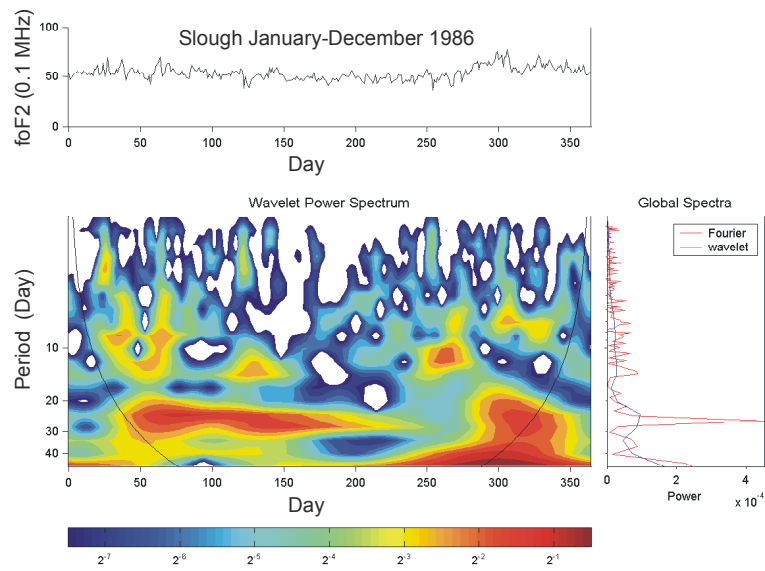 Slough January-December 1986
foF2 (0.1 MHz)
100
50
0
0 50 100 150 200 250 300 350
Day
Wavelet Power Spectrum
Global Spectra
Fourier
wavelet
Period (Day)
10
20
30
40
0 50 100 150 200 250 300 350
Day
0 2 4
Power
x 10⁻⁴
2⁻⁷ 2⁻⁶ 2⁻⁵ 2⁻⁴ 2⁻³ 2⁻² 2⁻¹